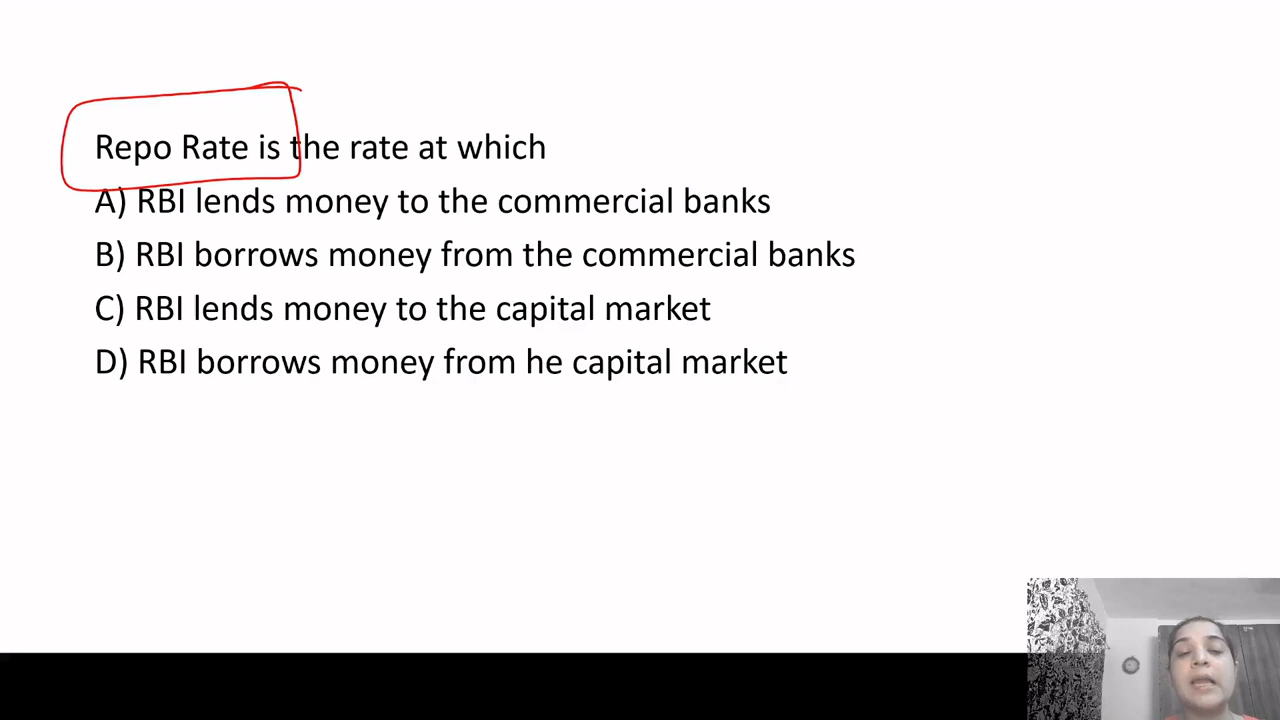 Repo Rate is the rate at which
A) RBI lends money to the commercial banks
B) RBI borrows money from the commercial banks
C) RBI lends money to the capital market
D) RBI borrows money from he capital market